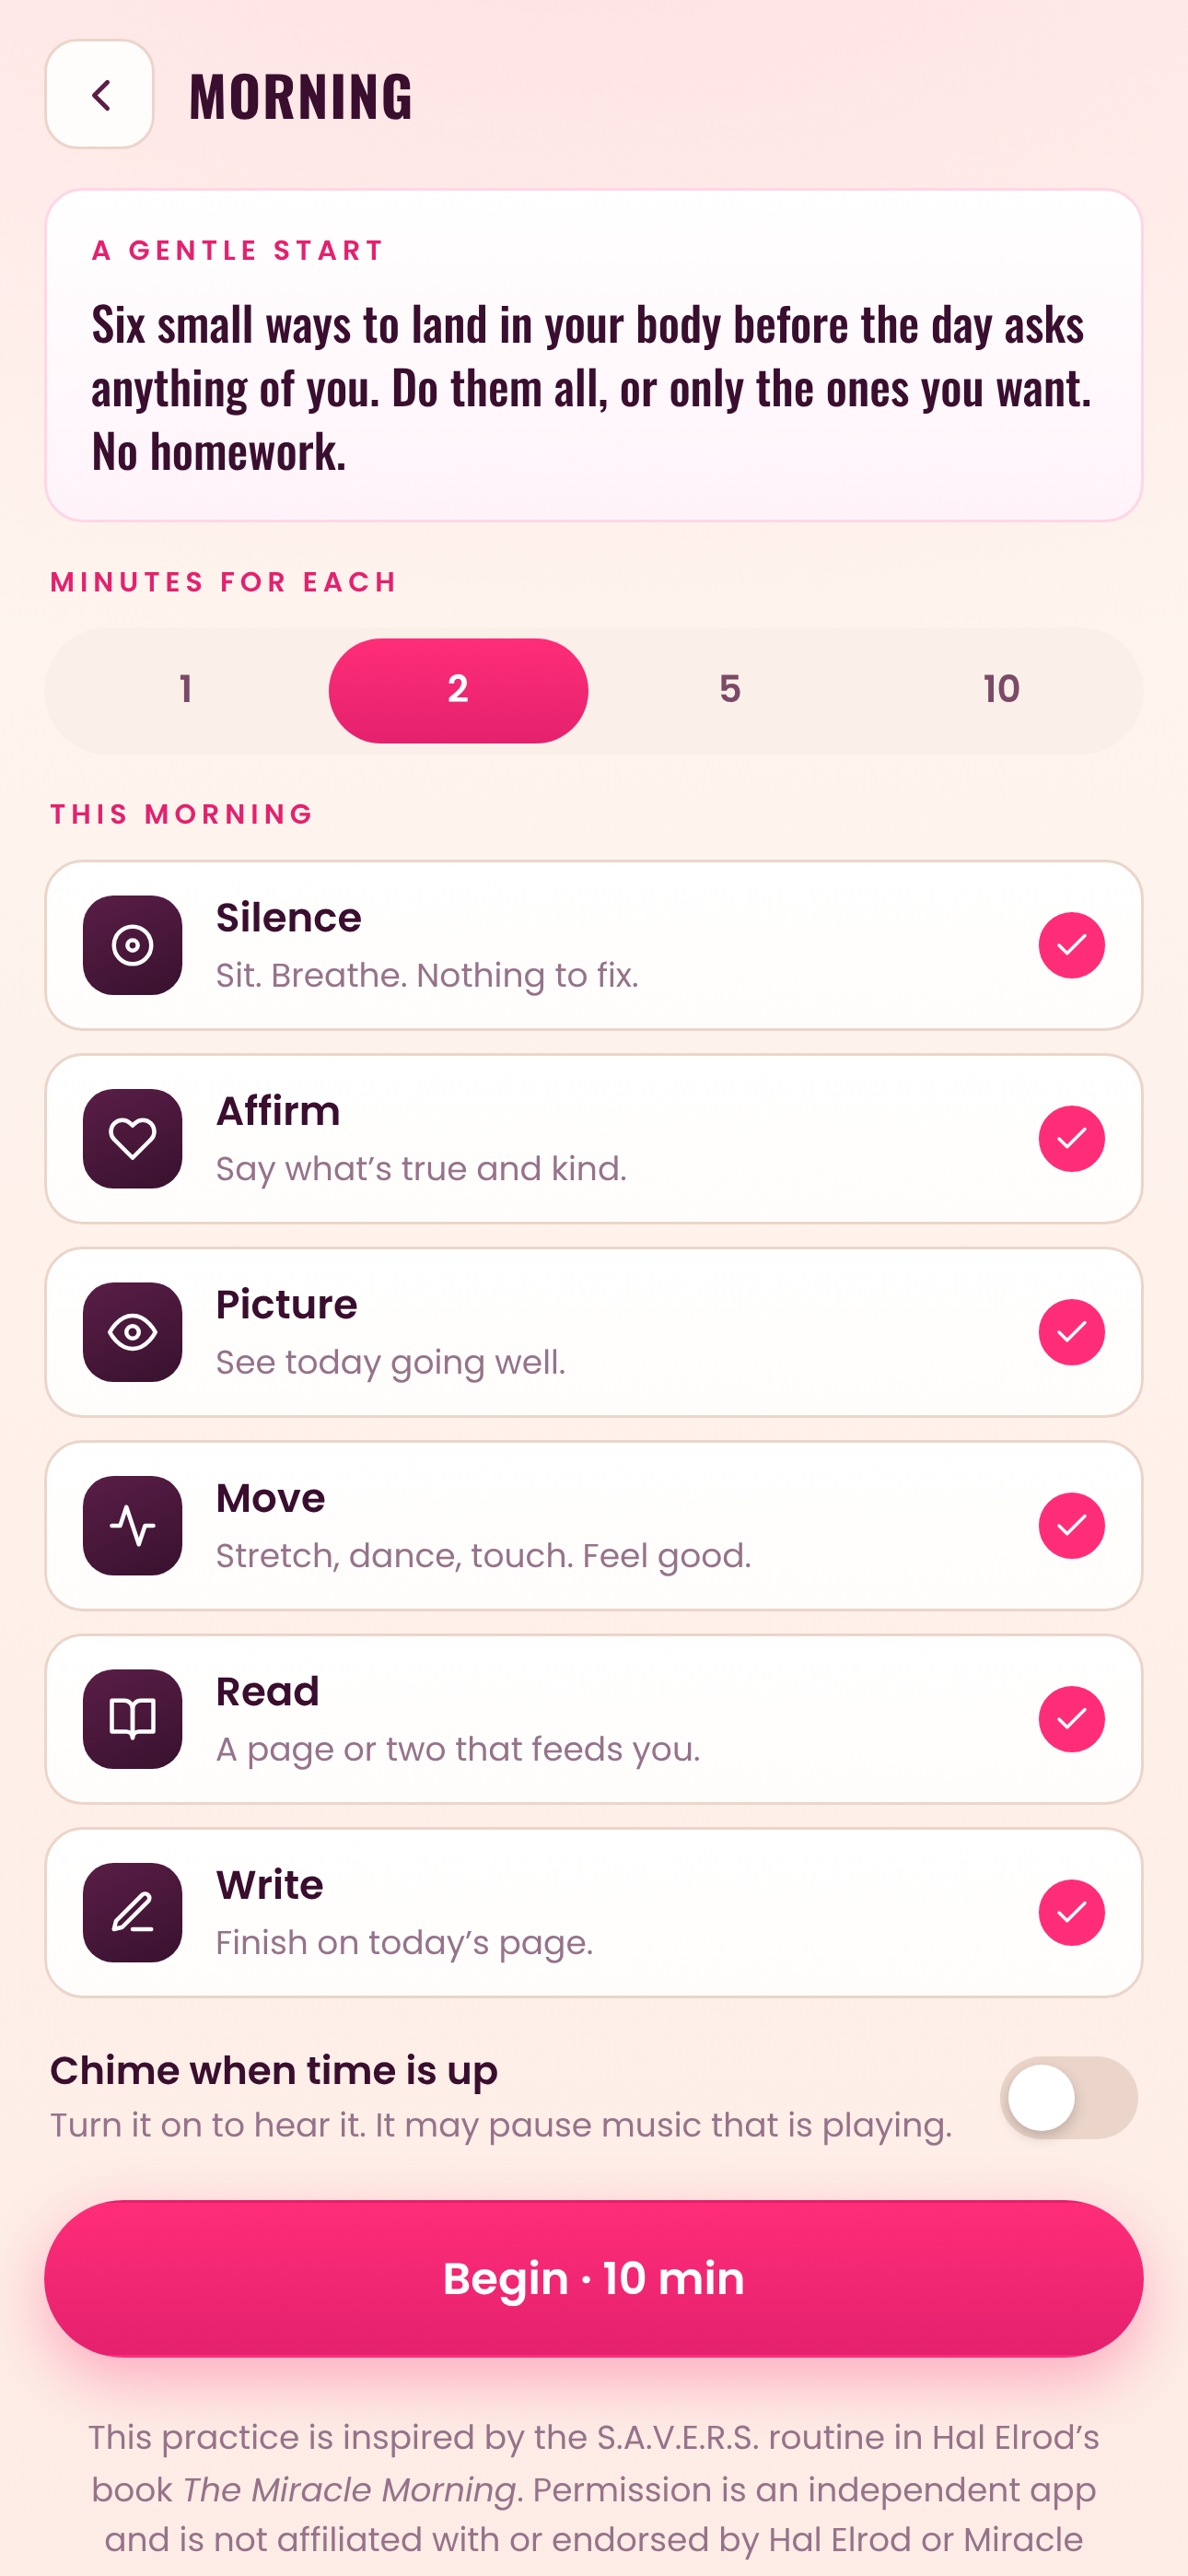 MORNING
A GENTLE START
Six small ways to land in your body before the day asks
anything of you. Do them all, or only the ones you want.
No homework.
MINUTES FOR EACH
1 2 5 10
THIS MORNING
Silence
Sit. Breathe. Nothing to fix.
Affirm
Say what’s true and kind.
Picture
See today going well.
Move
Stretch, dance, touch. Feel good.
Read
A page or two that feeds you.
Write
Finish on today’s page.
Chime when time is up
Turn it on to hear it. It may pause music that is playing.
Begin · 10 min
This practice is inspired by the S.A.V.E.R.S. routine in Hal Elrod’s
book The Miracle Morning. Permission is an independent app
and is not affiliated with or endorsed by Hal Elrod or Miracle